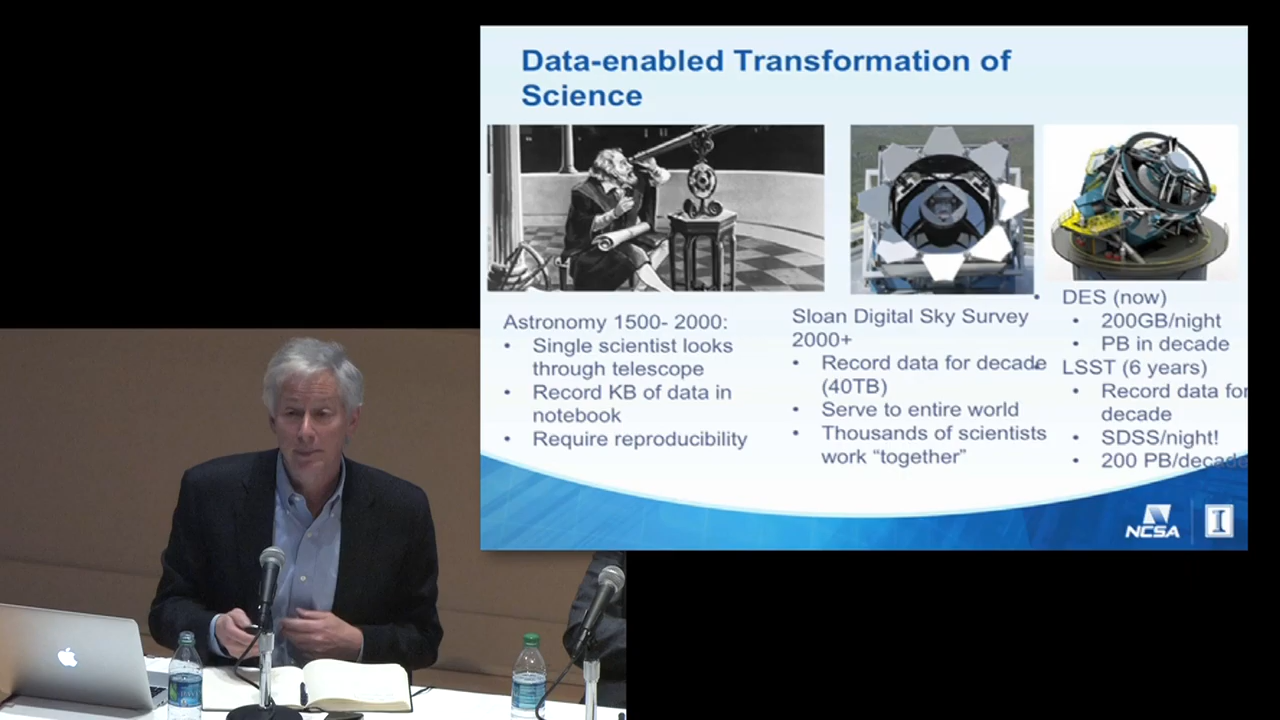 Data-enabled Transformation of
Science
Astronomy 1500- 2000:
• Single scientist looks
through telescope
• Record KB of data in
notebook
• Require reproducibility
Sloan Digital Sky Survey
2000+
• Record data for decade
(40TB)
• Serve to entire world
• Thousands of scientists
work “together”
• DES (now)
• 200GB/night
• PB in decade
• LSST (6 years)
• Record data for
decade
• SDSS/night!
• 200 PB/decade
NCSA
I